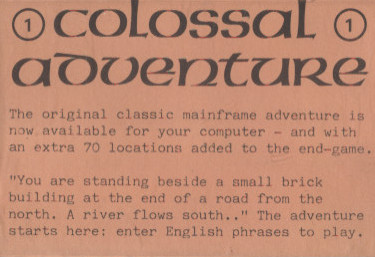 ① colossal ①
adventure
The original classic mainframe adventure is
now available for your computer - and with
an extra 70 locations added to the end-game.
"You are standing beside a small brick
building at the end of a road from the
north. A river flows south.." The adventure
starts here: enter English phrases to play.